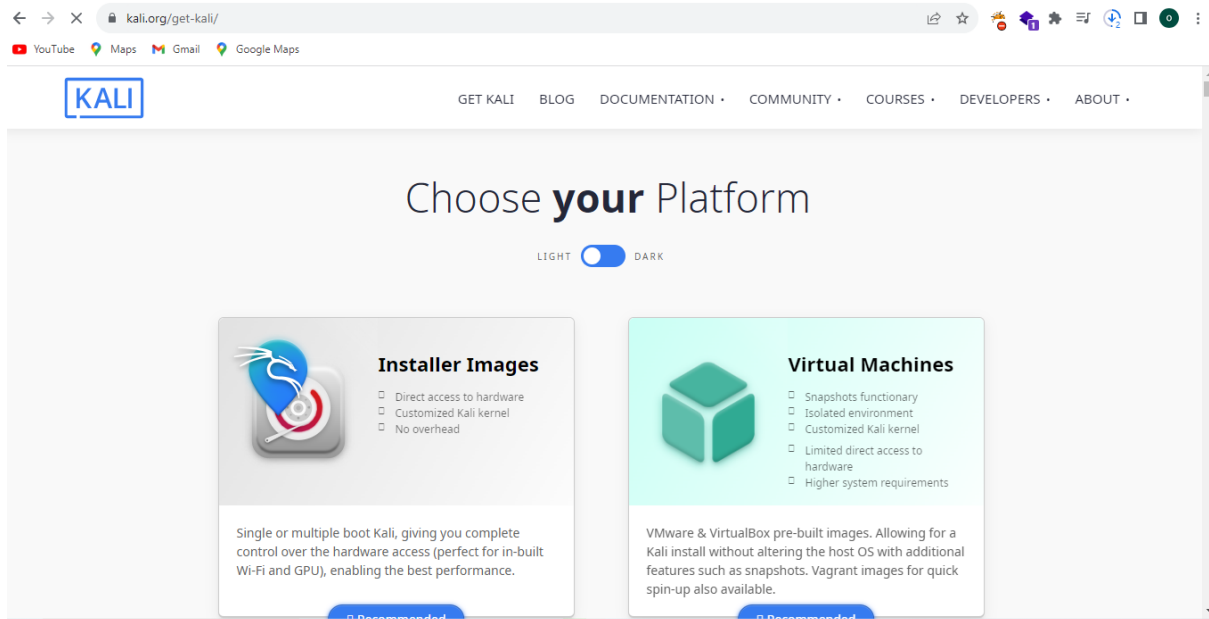 kali.org/get-kali/
2
1
O
YouTube Maps Gmail Google Maps
KALI
GET KALI BLOG DOCUMENTATION • COMMUNITY • COURSES • DEVELOPERS • ABOUT •
Choose your Platform
LIGHT DARK
Installer Images
Direct access to hardware
Customized Kali kernel
No overhead
Single or multiple boot Kali, giving you complete
control over the hardware access (perfect for in-built
Wi-Fi and GPU), enabling the best performance.
Recommended
Virtual Machines
Snapshots functionary
Isolated environment
Customized Kali kernel
Limited direct access to
hardware
Higher system requirements
VMware & VirtualBox pre-built images. Allowing for a
Kali install without altering the host OS with additional
features such as snapshots. Vagrant images for quick
spin-up also available.
Recommended